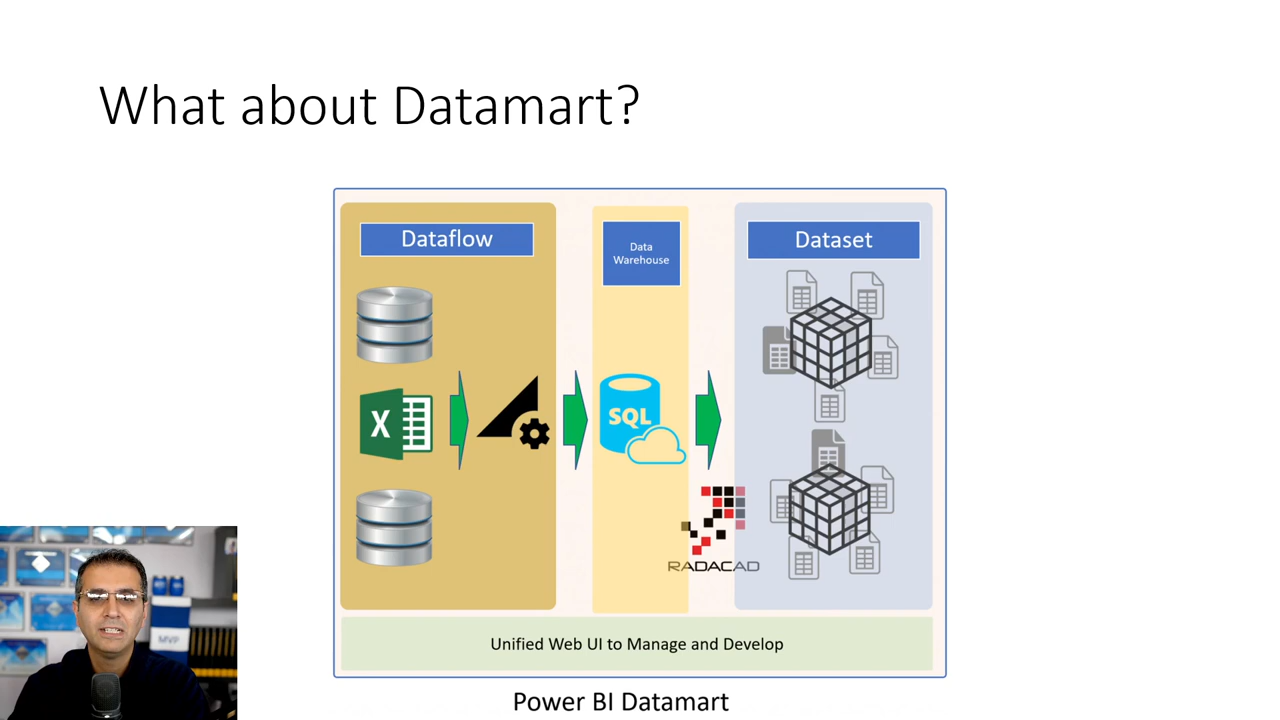 What about Datamart?
Dataflow
Data
Warehouse
Dataset
X
SQL
RADACAD
MVP
Unified Web UI to Manage and Develop
Power BI Datamart